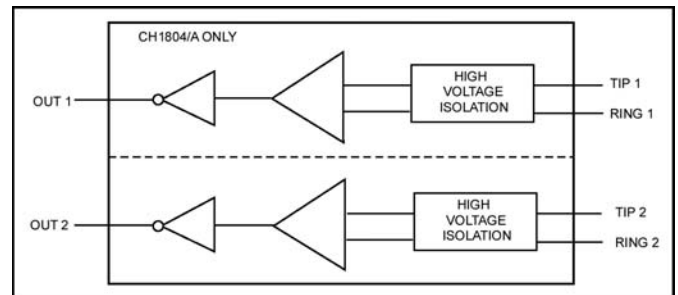 CH1804/A ONLY
OUT 1
HIGH
VOLTAGE
ISOLATION
TIP 1
RING 1
OUT 2
HIGH
VOLTAGE
ISOLATION
TIP 2
RING 2